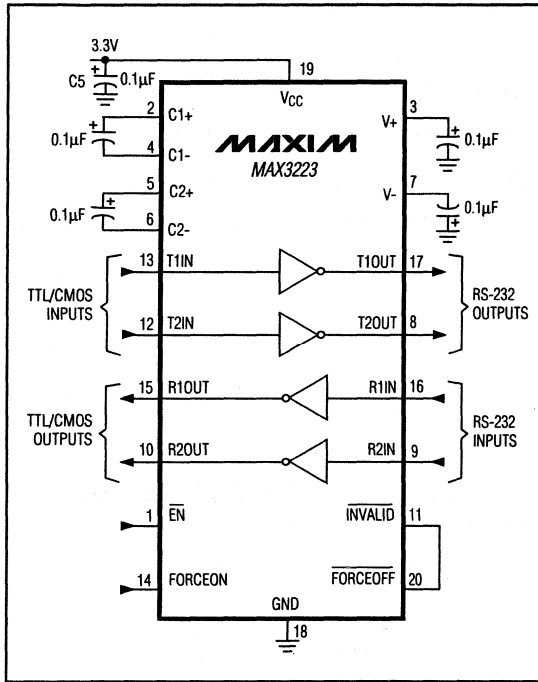 3.3V
19
C5
0.1µF
VCC
2
C1+
V+
3
0.1µF
MAXIM
MAX3223
0.1µF
4
C1-
5
C2+
V-
7
0.1µF
0.1µF
6
C2-
13
T1IN
T1OUT
17
TTL/CMOS
INPUTS
RS-232
OUTPUTS
12
T2IN
T2OUT
8
15
R1OUT
R1IN
16
TTL/CMOS
OUTPUTS
RS-232
INPUTS
10
R2OUT
R2IN
9
1
EN
INVALID
11
14
FORCEON
FORCEOFF
20
GND
18